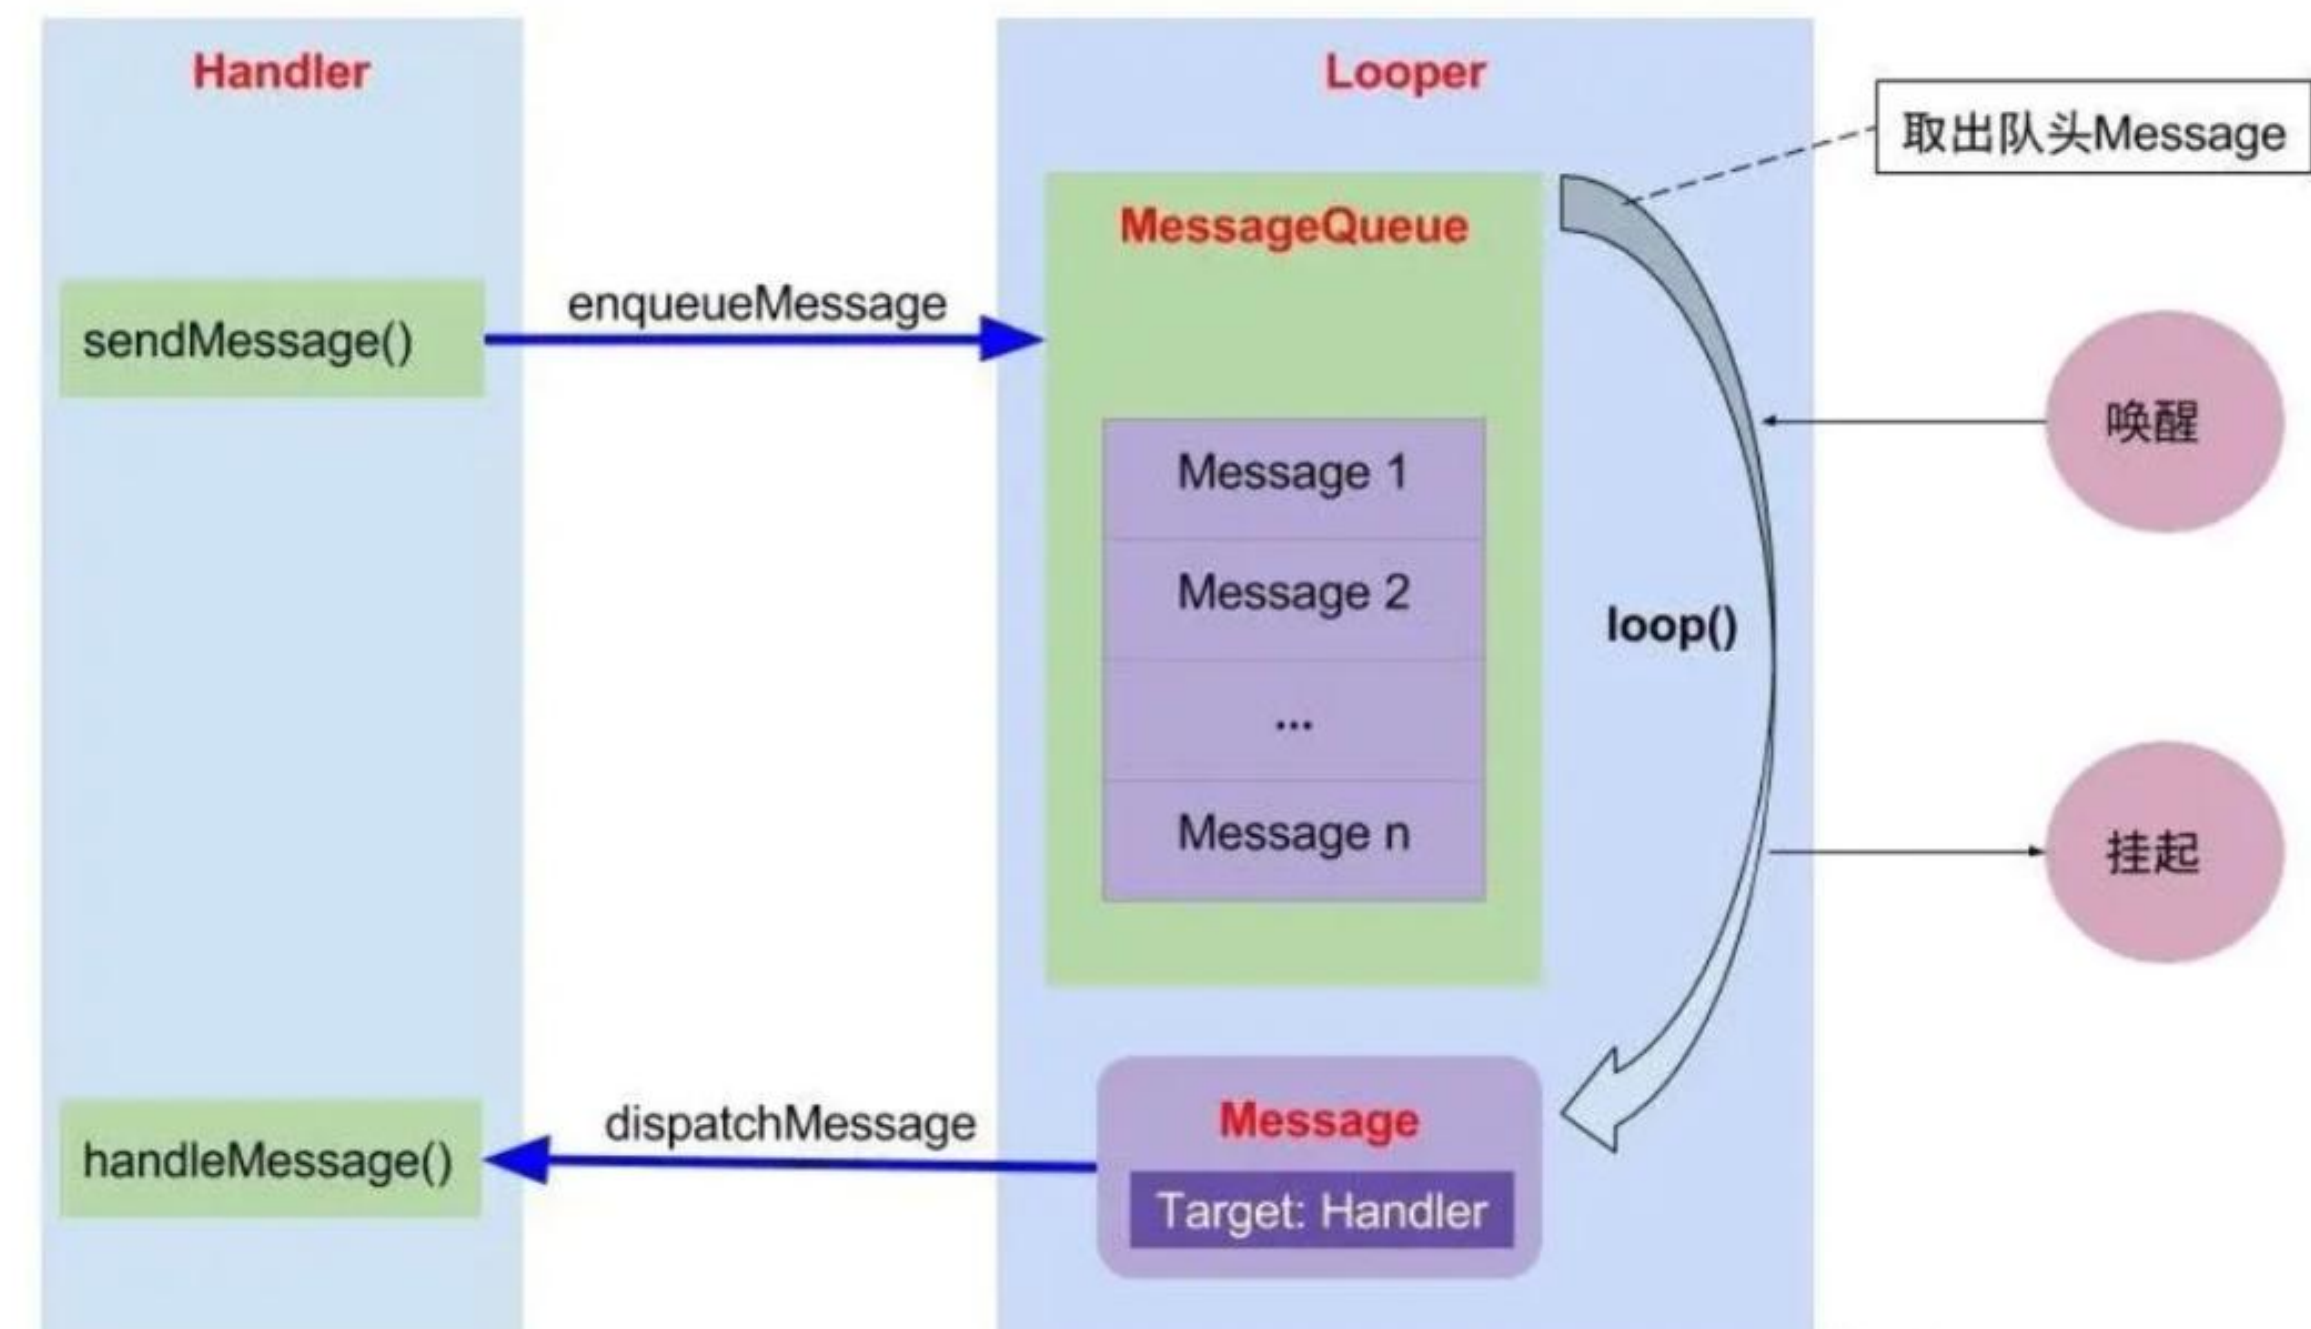 Handler
Looper
取出队头Message
MessageQueue
sendMessage()
enqueueMessage
唤醒
Message 1
Message 2
loop()
...
Message n
挂起
handleMessage()
dispatchMessage
Message
Target: Handler